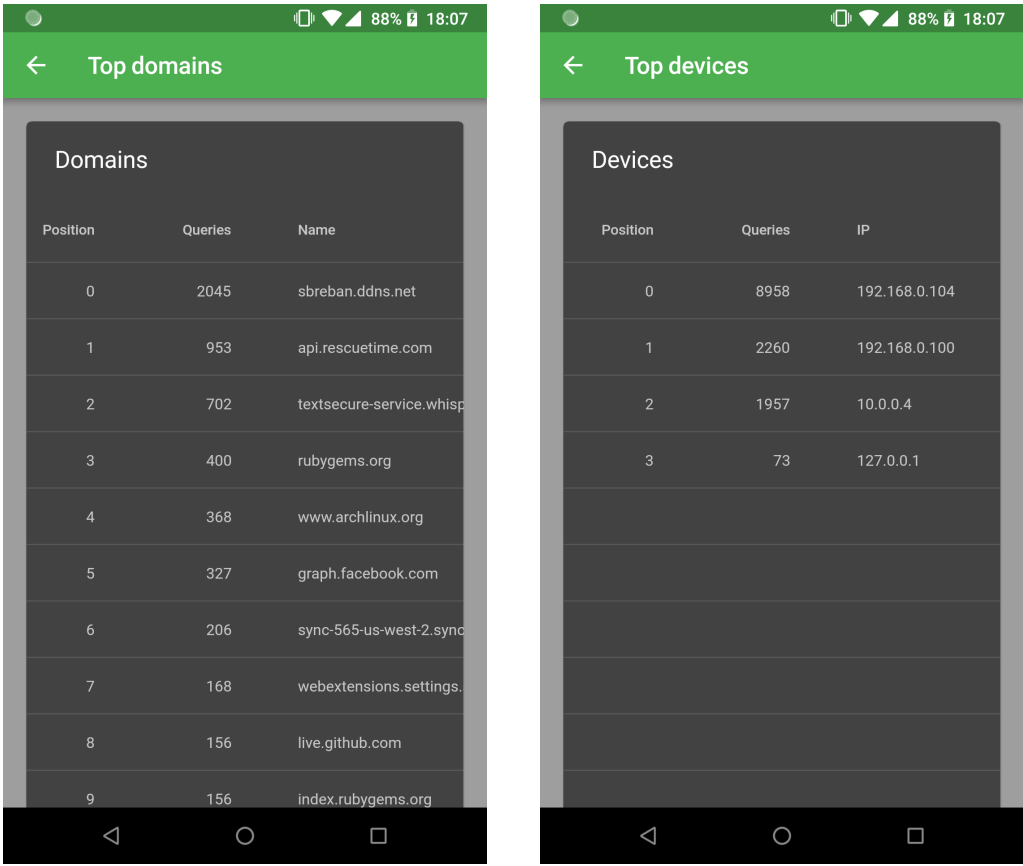 88% 18:07
Top domains
Domains
Position Queries Name
0 2045 sbreban.ddns.net
1 953 api.rescuetime.com
2 702 textsecure-service.whisp
3 400 rubygems.org
4 368 www.archlinux.org
5 327 graph.facebook.com
6 206 sync-565-us-west-2.sync
7 168 webextensions.settings.
8 156 live.github.com
9 156 index.rubygems.org
88% 18:07
Top devices
Devices
Position Queries IP
0 8958 192.168.0.104
1 2260 192.168.0.100
2 1957 10.0.0.4
3 73 127.0.0.1